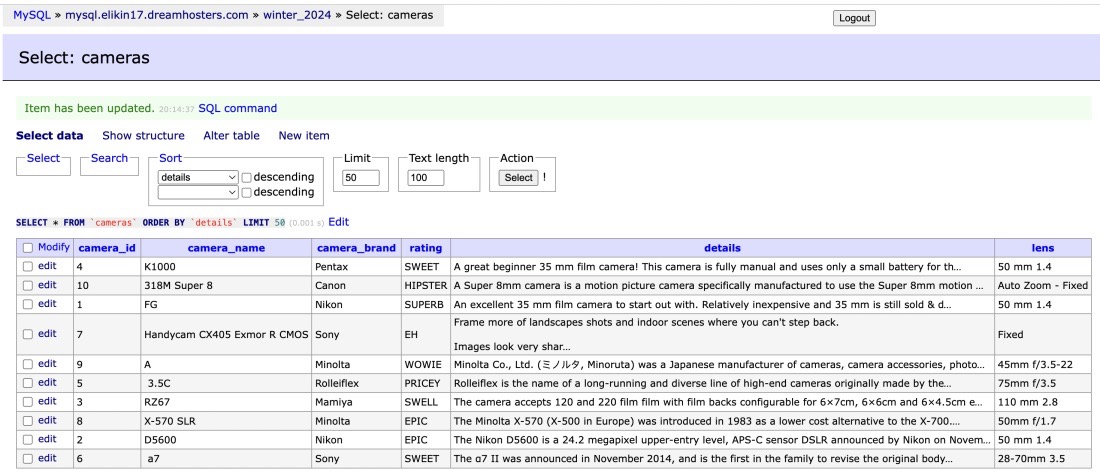 MySQL » mysql.elikin17.dreamhosters.com » winter_2024 » Select: cameras
Logout
Select: cameras
Item has been updated. 20:14:37 SQL command
Select data Show structure Alter table New item
Select Search Sort Limit Text length Action
details descending 50 100 Select !
descending
SELECT * FROM `cameras` ORDER BY `details` LIMIT 50 (0.001 s) Edit
Modify camera_id camera_name camera_brand rating details lens
edit 4 K1000 Pentax SWEET A great beginner 35 mm film camera! This camera is fully manual and uses only a small battery for th… 50 mm 1.4
edit 10 318M Super 8 Canon HIPSTER A Super 8mm camera is a motion picture camera specifically manufactured to use the Super 8mm motion … Auto Zoom - Fixed
edit 1 FG Nikon SUPERB An excellent 35 mm film camera to start out with. Relatively inexpensive and 35 mm is still sold & d… 50 mm 1.4
Frame more of landscapes shots and indoor scenes where you can't step back.
edit 7 Handycam CX405 Exmor R CMOS Sony EH Fixed
Images look very shar…
edit 9 A Minolta WOWIE Minolta Co., Ltd. (ミノルタ, Minoruta) was a Japanese manufacturer of cameras, camera accessories, photo… 45mm f/3.5-22
edit 5 3.5C Rolleiflex PRICEY Rolleiflex is the name of a long-running and diverse line of high-end cameras originally made by the… 75mm f/3.5
edit 3 RZ67 Mamiya SWELL The camera accepts 120 and 220 film film with film backs configurable for 6×7cm, 6×6cm and 6×4.5cm e… 110 mm 2.8
edit 8 X-570 SLR Minolta EPIC The Minolta X-570 (X-500 in Europe) was introduced in 1983 as a lower cost alternative to the X-700.… 50mm f/1.7
edit 2 D5600 Nikon EPIC The Nikon D5600 is a 24.2 megapixel upper-entry level, APS-C sensor DSLR announced by Nikon on Novem… 50 mm 1.4
edit 6 a7 Sony SWEET The α7 II was announced in November 2014, and is the first in the family to revise the original body… 28-70mm 3.5